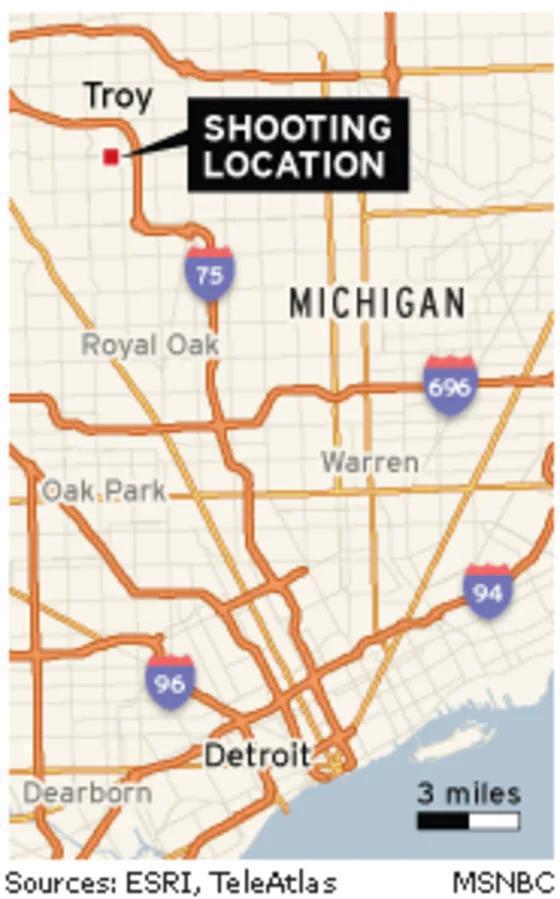 Troy
SHOOTING
LOCATION
75
MICHIGAN
Royal Oak
696
Warren
Oak Park
94
96
Detroit
Dearborn
3 miles
Sources: ESRI, TeleAtlas
MSNBC